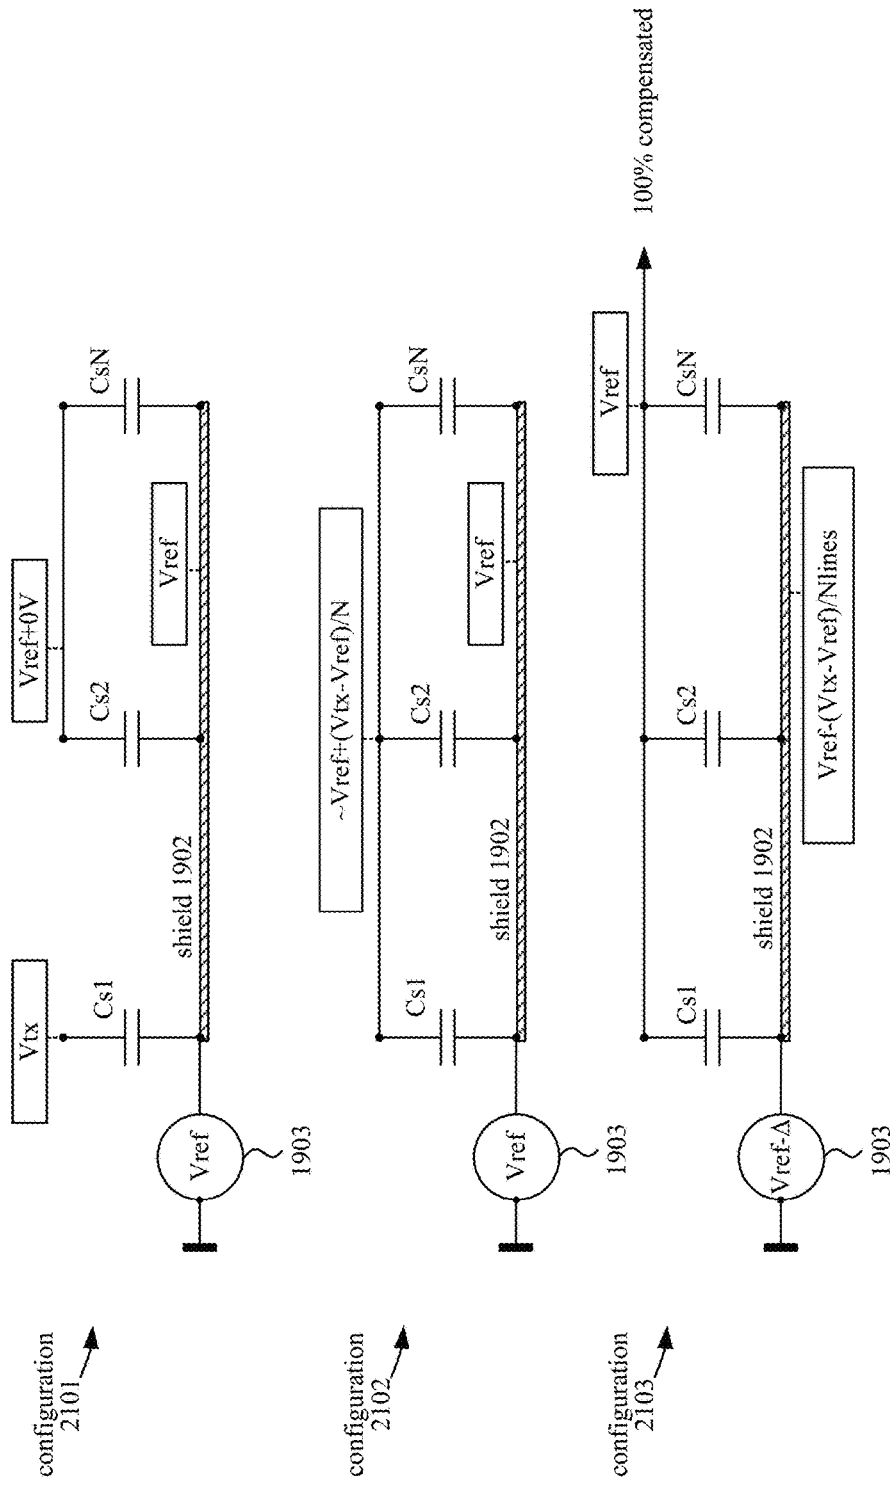 configuration
2101
Vtx
Vref+0V
Cs1
Cs2
CsN
shield 1902
Vref
Vref
1903
configuration
2102
~Vref+(Vtx-Vref)/N
Cs1
Cs2
CsN
shield 1902
Vref
Vref
1903
configuration
2103
Vref
100% compensated
Cs1
Cs2
CsN
shield 1902
Vref-Δ
Vref-(Vtx-Vref)/Nlines
1903